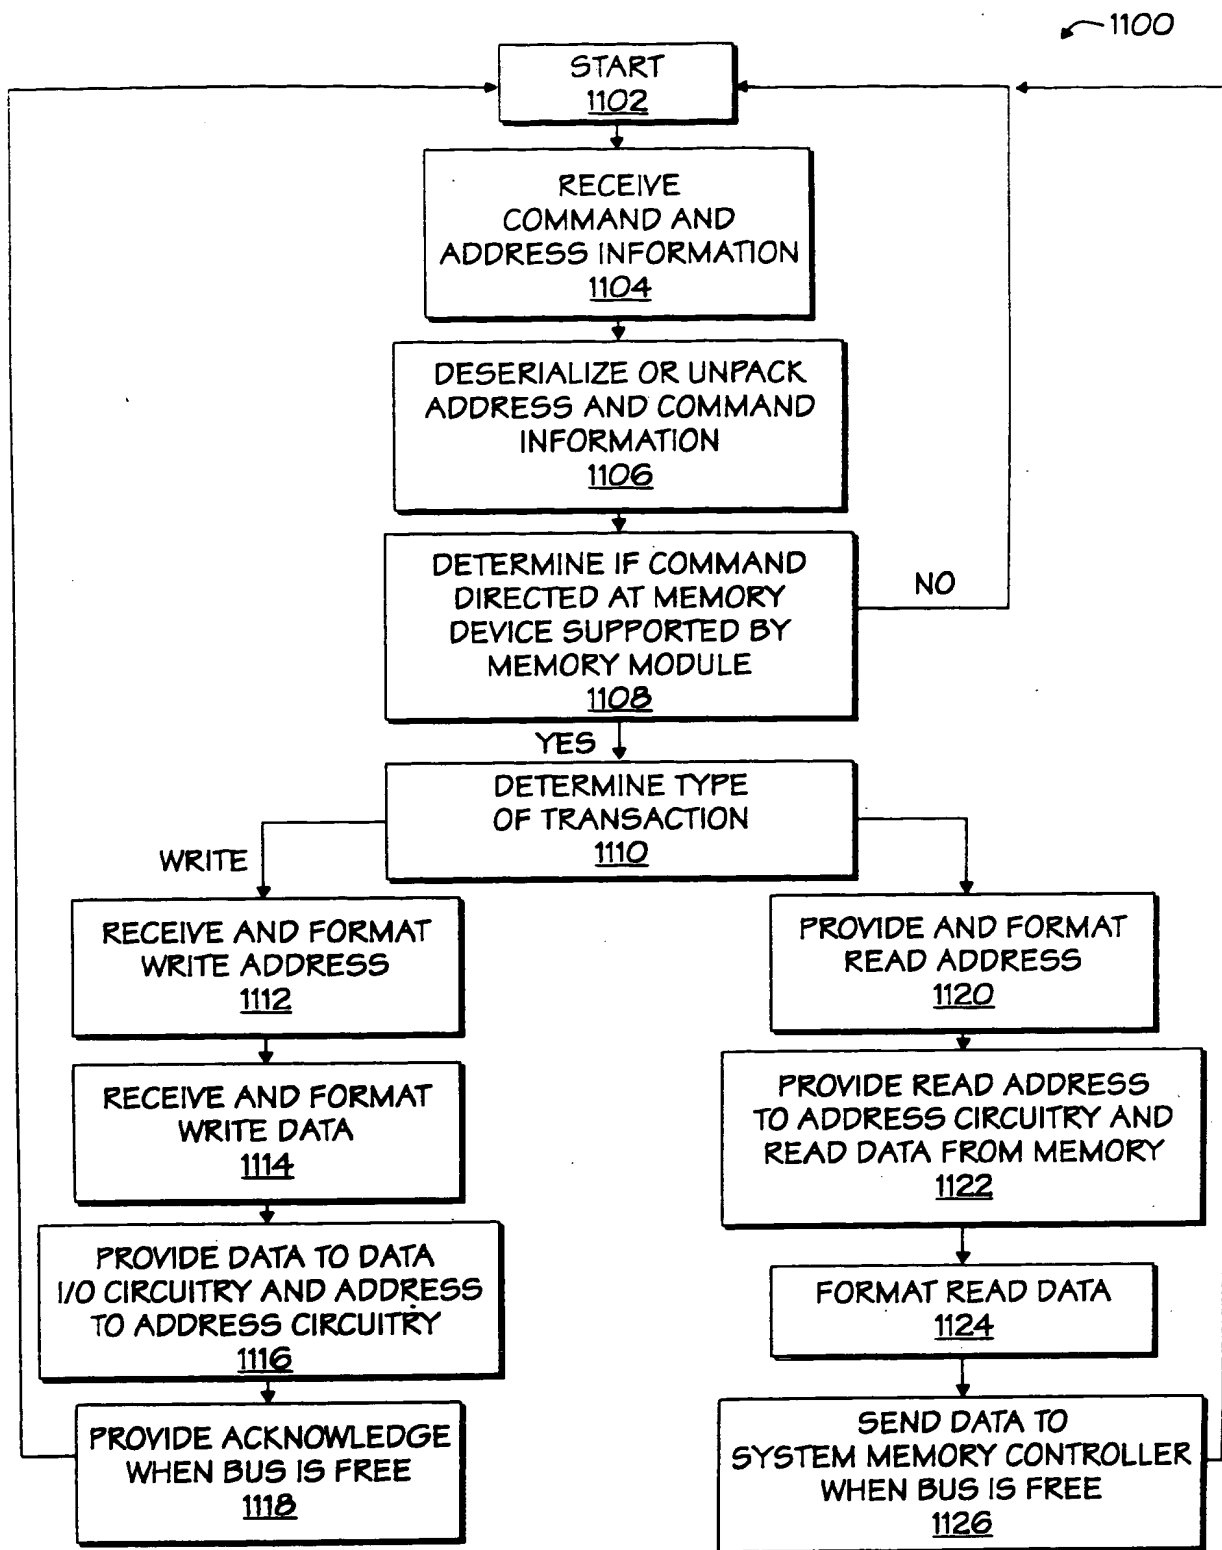 1100
START
1102
RECEIVE
COMMAND AND
ADDRESS INFORMATION
1104
DESERIALIZE OR UNPACK
ADDRESS AND COMMAND
INFORMATION
1106
DETERMINE IF COMMAND
DIRECTED AT MEMORY
DEVICE SUPPORTED BY
MEMORY MODULE
1108
NO
YES
DETERMINE TYPE
OF TRANSACTION
1110
WRITE
RECEIVE AND FORMAT
WRITE ADDRESS
1112
RECEIVE AND FORMAT
WRITE DATA
1114
PROVIDE DATA TO DATA
I/O CIRCUITRY AND ADDRESS
TO ADDRESS CIRCUITRY
1116
PROVIDE ACKNOWLEDGE
WHEN BUS IS FREE
1118
PROVIDE AND FORMAT
READ ADDRESS
1120
PROVIDE READ ADDRESS
TO ADDRESS CIRCUITRY AND
READ DATA FROM MEMORY
1122
FORMAT READ DATA
1124
SEND DATA TO
SYSTEM MEMORY CONTROLLER
WHEN BUS IS FREE
1126